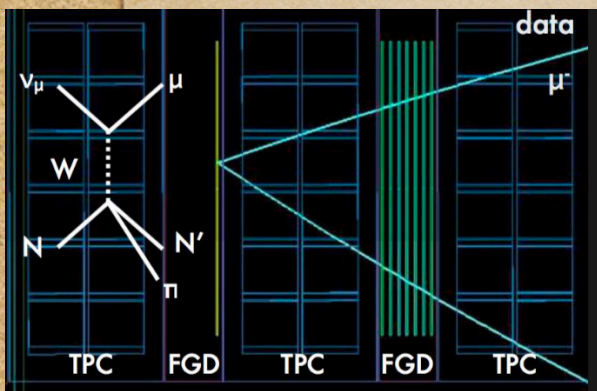 data
νμ μ μ-
W
N N'
π
TPC FGD TPC FGD TPC